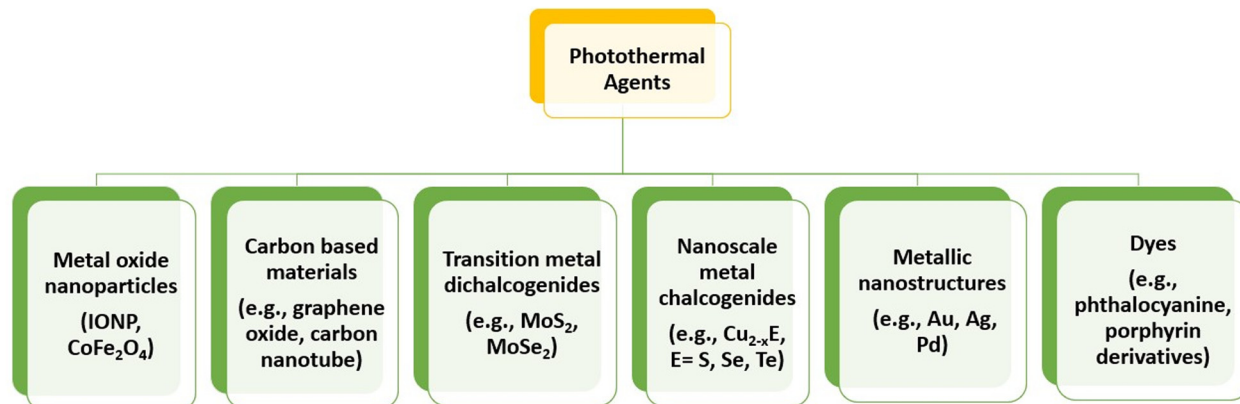 Photothermal
Agents
Metal oxide
nanoparticles
(IONP,
CoFe₂O₄)
Carbon based
materials
(e.g., graphene
oxide, carbon
nanotube)
Transition metal
dichalcogenides
(e.g., MoS₂,
MoSe₂)
Nanoscale
metal
chalcogenides
(e.g., Cu₂₋ₓE,
E= S, Se, Te)
Metallic
nanostructures
(e.g., Au, Ag,
Pd)
Dyes
(e.g.,
phthalocyanine,
porphyrin
derivatives)